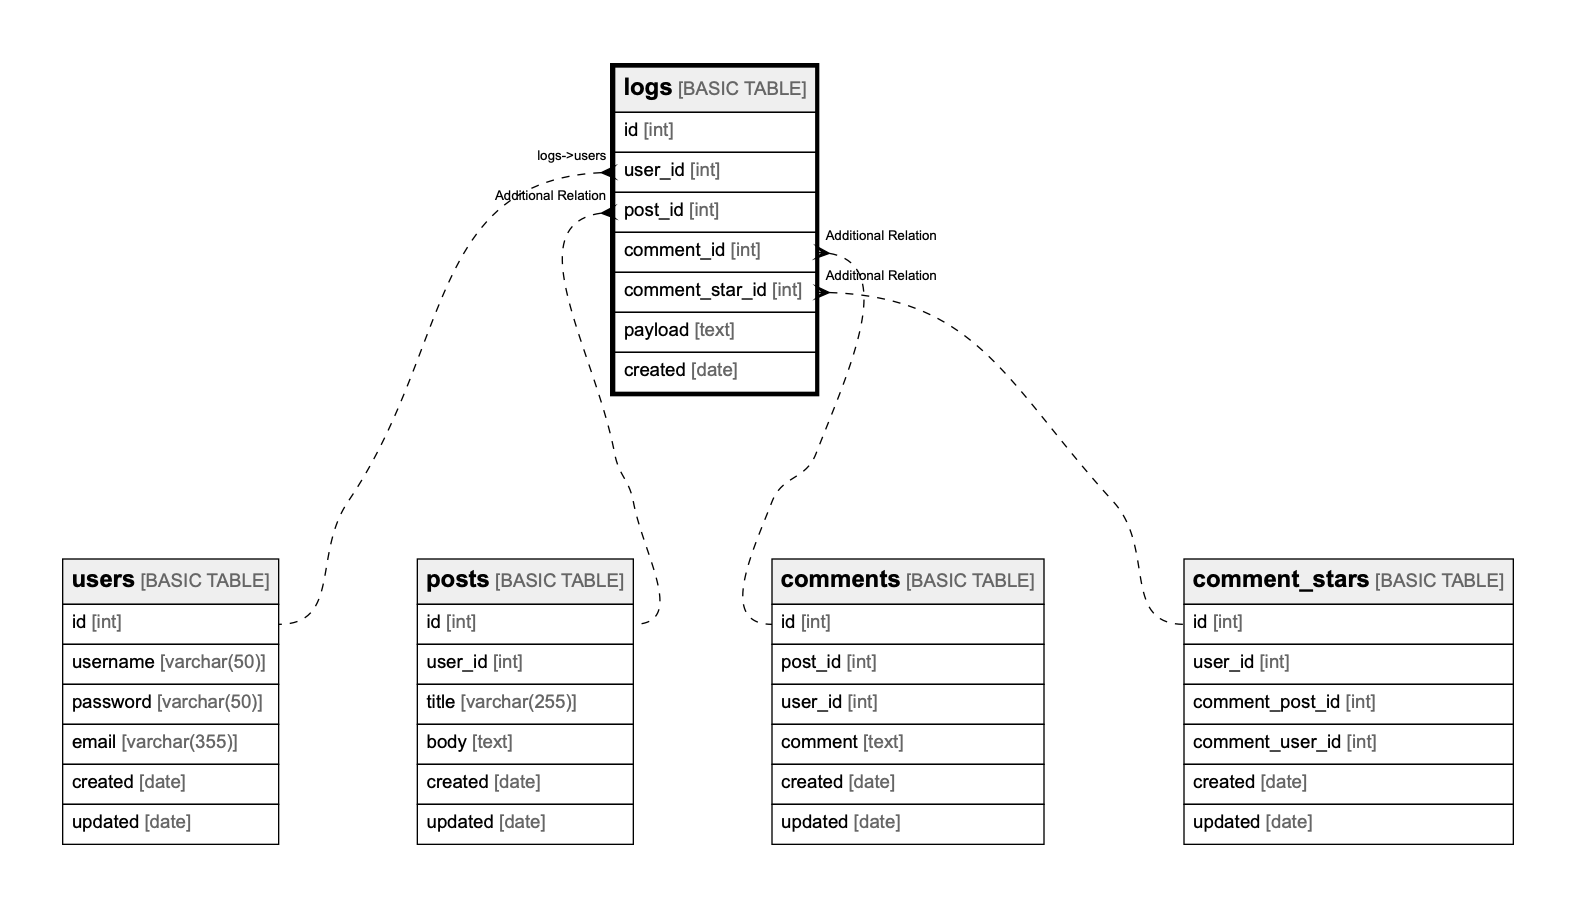 logs [BASIC TABLE]
id [int]
logs->users
user_id [int]
Additional Relation
post_id [int]
Additional Relation
comment_id [int]
Additional Relation
comment_star_id [int]
payload [text]
created [date]
users [BASIC TABLE]
id [int]
username [varchar(50)]
password [varchar(50)]
email [varchar(355)]
created [date]
updated [date]
posts [BASIC TABLE]
id [int]
user_id [int]
title [varchar(255)]
body [text]
created [date]
updated [date]
comments [BASIC TABLE]
id [int]
post_id [int]
user_id [int]
comment [text]
created [date]
updated [date]
comment_stars [BASIC TABLE]
id [int]
user_id [int]
comment_post_id [int]
comment_user_id [int]
created [date]
updated [date]